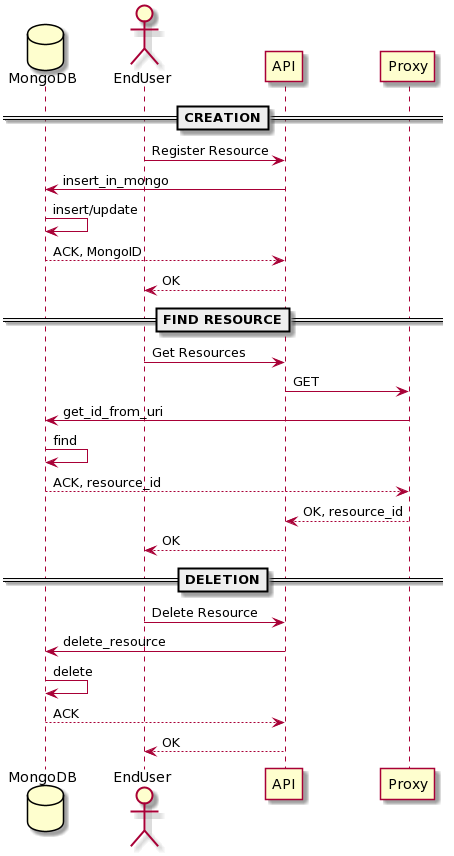 MongoDB
EndUser
API
Proxy
CREATION
Register Resource
insert_in_mongo
insert/update
ACK, MongoID
OK
FIND RESOURCE
Get Resources
GET
get_id_from_uri
find
ACK, resource_id
OK, resource_id
OK
DELETION
Delete Resource
delete_resource
delete
ACK
OK
MongoDB
EndUser
API
Proxy